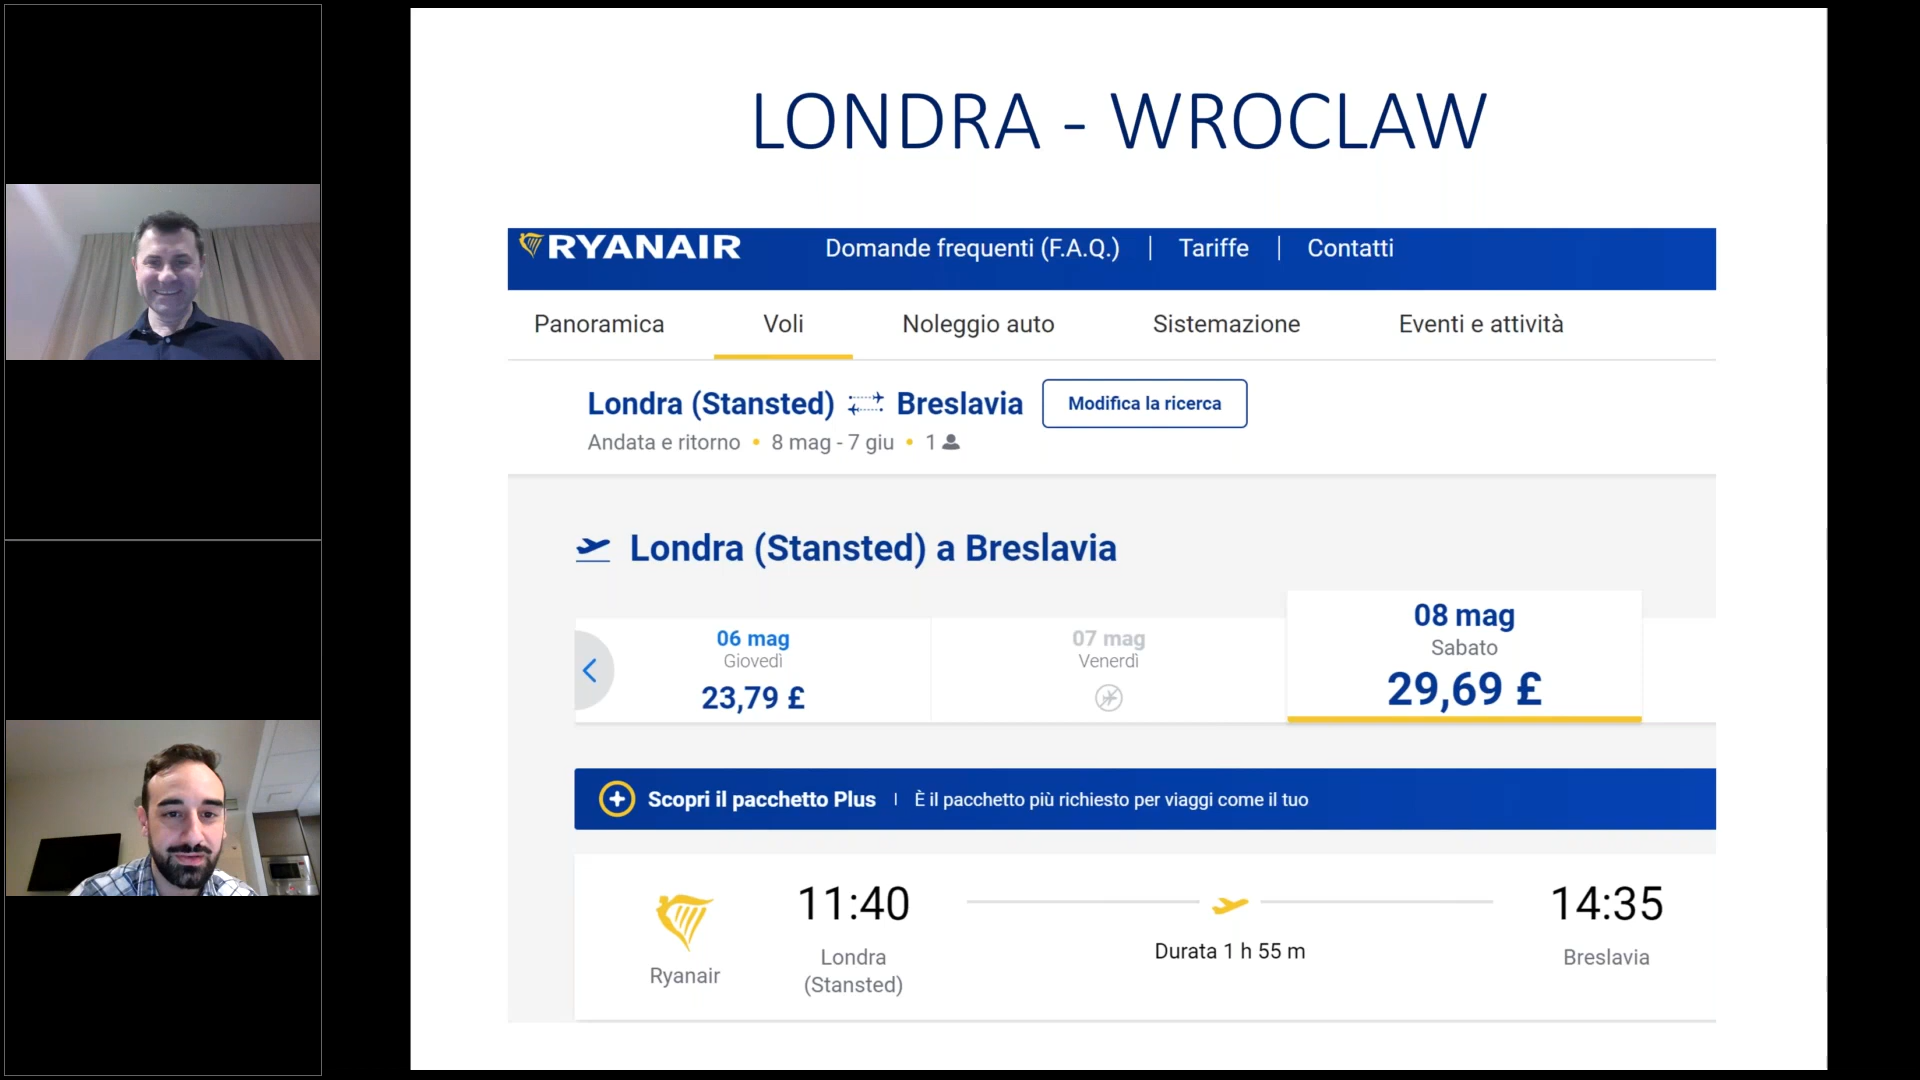 LONDRA - WROCLAW
RYANAIR Domande frequenti (F.A.Q.) | Tariffe | Contatti
Panoramica Voli Noleggio auto Sistemazione Eventi e attività
Londra (Stansted) Breslavia Modifica la ricerca
Andata e ritorno • 8 mag - 7 giu • 1
Londra (Stansted) a Breslavia
06 mag 07 mag 08 mag
Giovedì Venerdì Sabato
23,79 £ 29,69 £
Scopri il pacchetto Plus | È il pacchetto più richiesto per viaggi come il tuo
11:40 14:35
Durata 1 h 55 m
Ryanair Londra Breslavia
(Stansted)